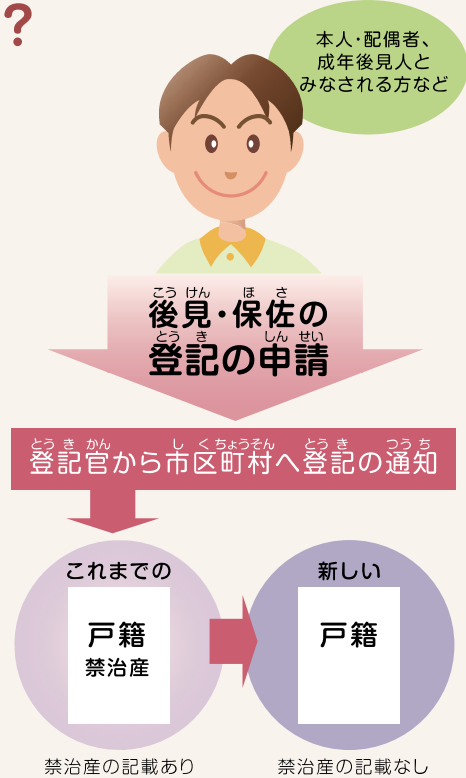 ?
本人・配偶者、
成年後見人と
みなされる方など
こう けん ほ さ
後見・保佐の
とう き しん せい
登記の申請
とう き かん し く ちょうそん とう き つう ち
登記官から市区町村へ登記の通知
これまでの
戸籍
禁治産
禁治産の記載あり
新しい
戸籍
禁治産の記載なし